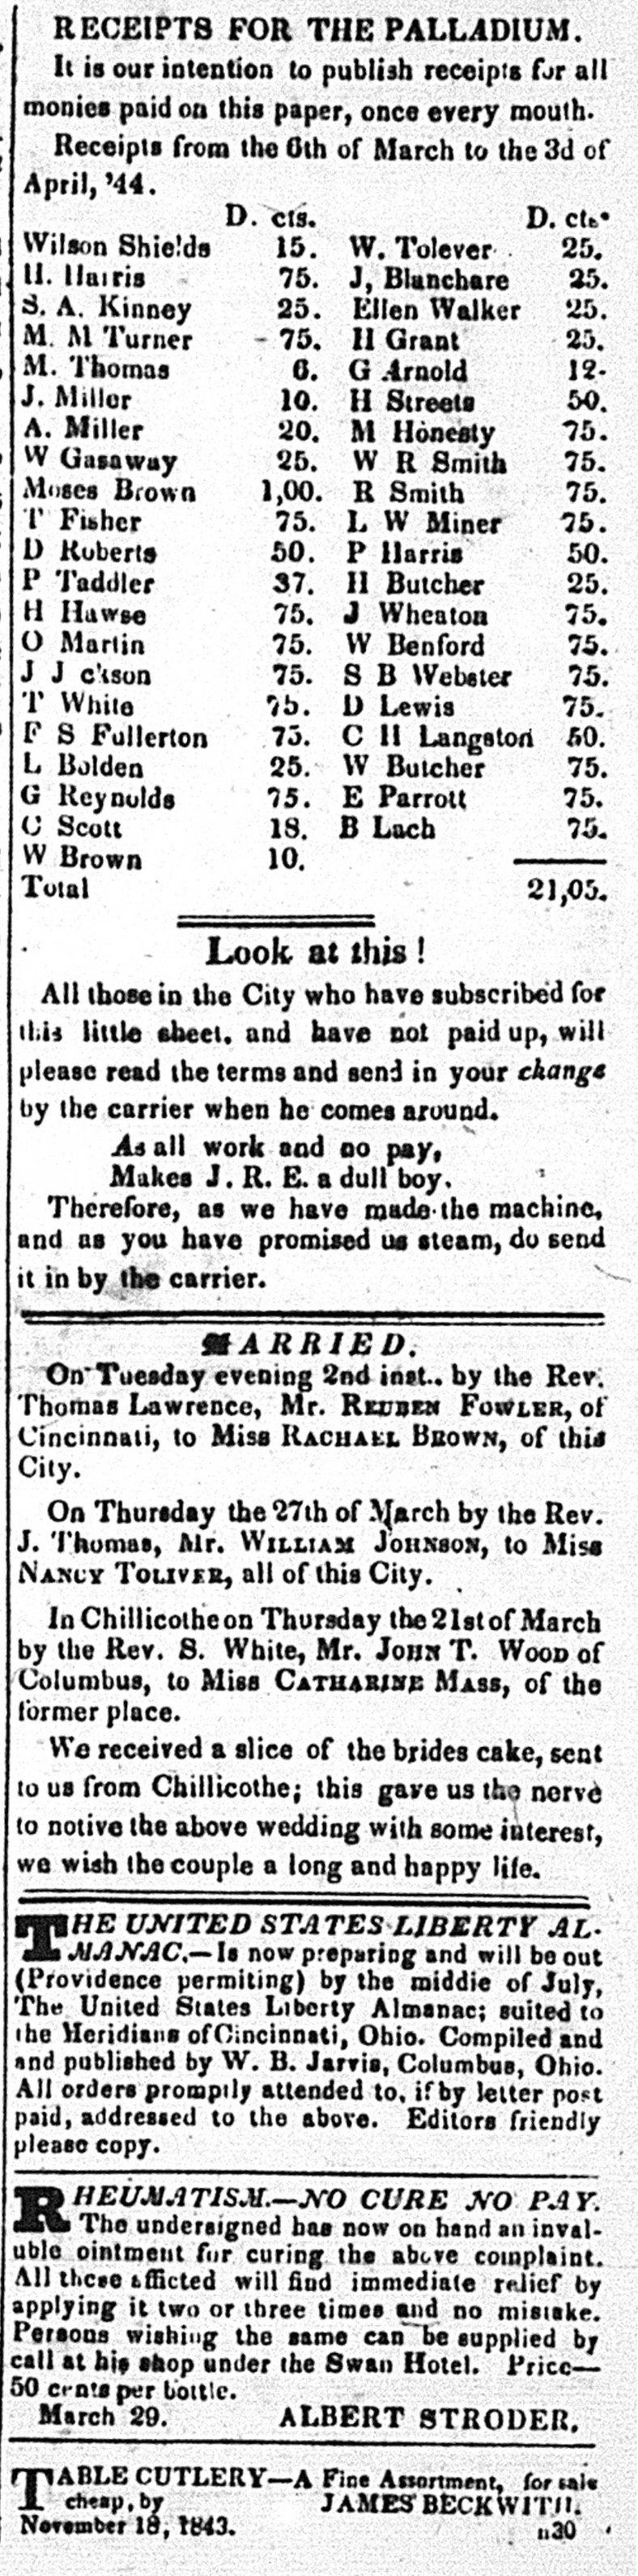 RECEIPTS FOR THE PALLADIUM.
It is our intention to publish receipts for all
monies paid on this paper, once every mouth.
Receipts from the 6th of March to the 3d of
April, '44.
D. cts. D. cts.
Wilson Shields 15. W. Tolever 25.
H. Harris 75. J, Blanchare 25.
S. A. Kinney 25. Ellen Walker 25.
M. M Turner 75. H Grant 25.
M. Thomas 6. G Arnold 12.
J. Miller 10. H Streets 50.
A. Miller 20. M Honesty 75.
W Gasaway 25. W R Smith 75.
Moses Brown 1,00. R Smith 75.
T Fisher 75. L W Miner 75.
D Roberts 50. P Harris 50.
P Taddler 37. H Butcher 25.
H Hawse 75. J Wheaton 75.
O Martin 75. W Benford 75.
J J ckson 75. S B Webster 75.
T White 75. D Lewis 75.
F S Fullerton 75. C H Langston 50.
L Bolden 25. W Butcher 75.
G Reynolds 75. E Parrott 75.
C Scott 18. B Lach 75.
W Brown 10.
Total 21,05.
Look at this!
All those in the City who have subscribed for
this little sheet. and have not paid up, will
please read the terms and send in your change
by the carrier when he comes around.
As all work and no pay,
Makes J. R. E. a dull boy.
Therefore, as we have made the machine,
and as you have promised us steam, do send
it in by the carrier.
MARRIED.
On Tuesday evening 2nd inst., by the Rev.
Thomas Lawrence, Mr. REUBEN FOWLER, of
Cincinnati, to Miss RACHAEL BROWN, of this
City.
On Thursday the 27th of March by the Rev.
J. Thomas, Mr. WILLIAM JOHNSON, to Miss
NANCY TOLIVER, all of this City.
In Chillicothe on Thursday the 21st of March
by the Rev. S. White, Mr. JOHN T. WOOD of
Columbus, to Miss CATHARINE MASS, of the
former place.
We received a slice of the brides cake, sent
to us from Chillicothe; this gave us the nerve
to notive the above wedding with some interest,
we wish the couple a long and happy life.
THE UNITED STATES LIBERTY AL-
MANAC.—Is now preparing and will be out
(Providence permiting) by the middle of July,
The United States Liberty Almanac; suited to
the Meridians of Cincinnati, Ohio. Compiled and
and published by W. B. Jarvis, Columbus, Ohio.
All orders promptly attended to, if by letter post
paid, addressed to the above. Editors friendly
please copy.
RHEUMATISM.—NO CURE NO PAY.
The undersigned has now on hand an inval-
uble ointment for curing the above complaint.
All these afficted will find immediate relief by
applying it two or three times and no mistake.
Persons wishing the same can be supplied by
call at his shop under the Swan Hotel. Price—
50 cents per bottle.
March 29. ALBERT STRODER.
TABLE CUTLERY—A Fine Assortment, for sale
cheap, by JAMES BECKWITH.
November 18, 1843. n30